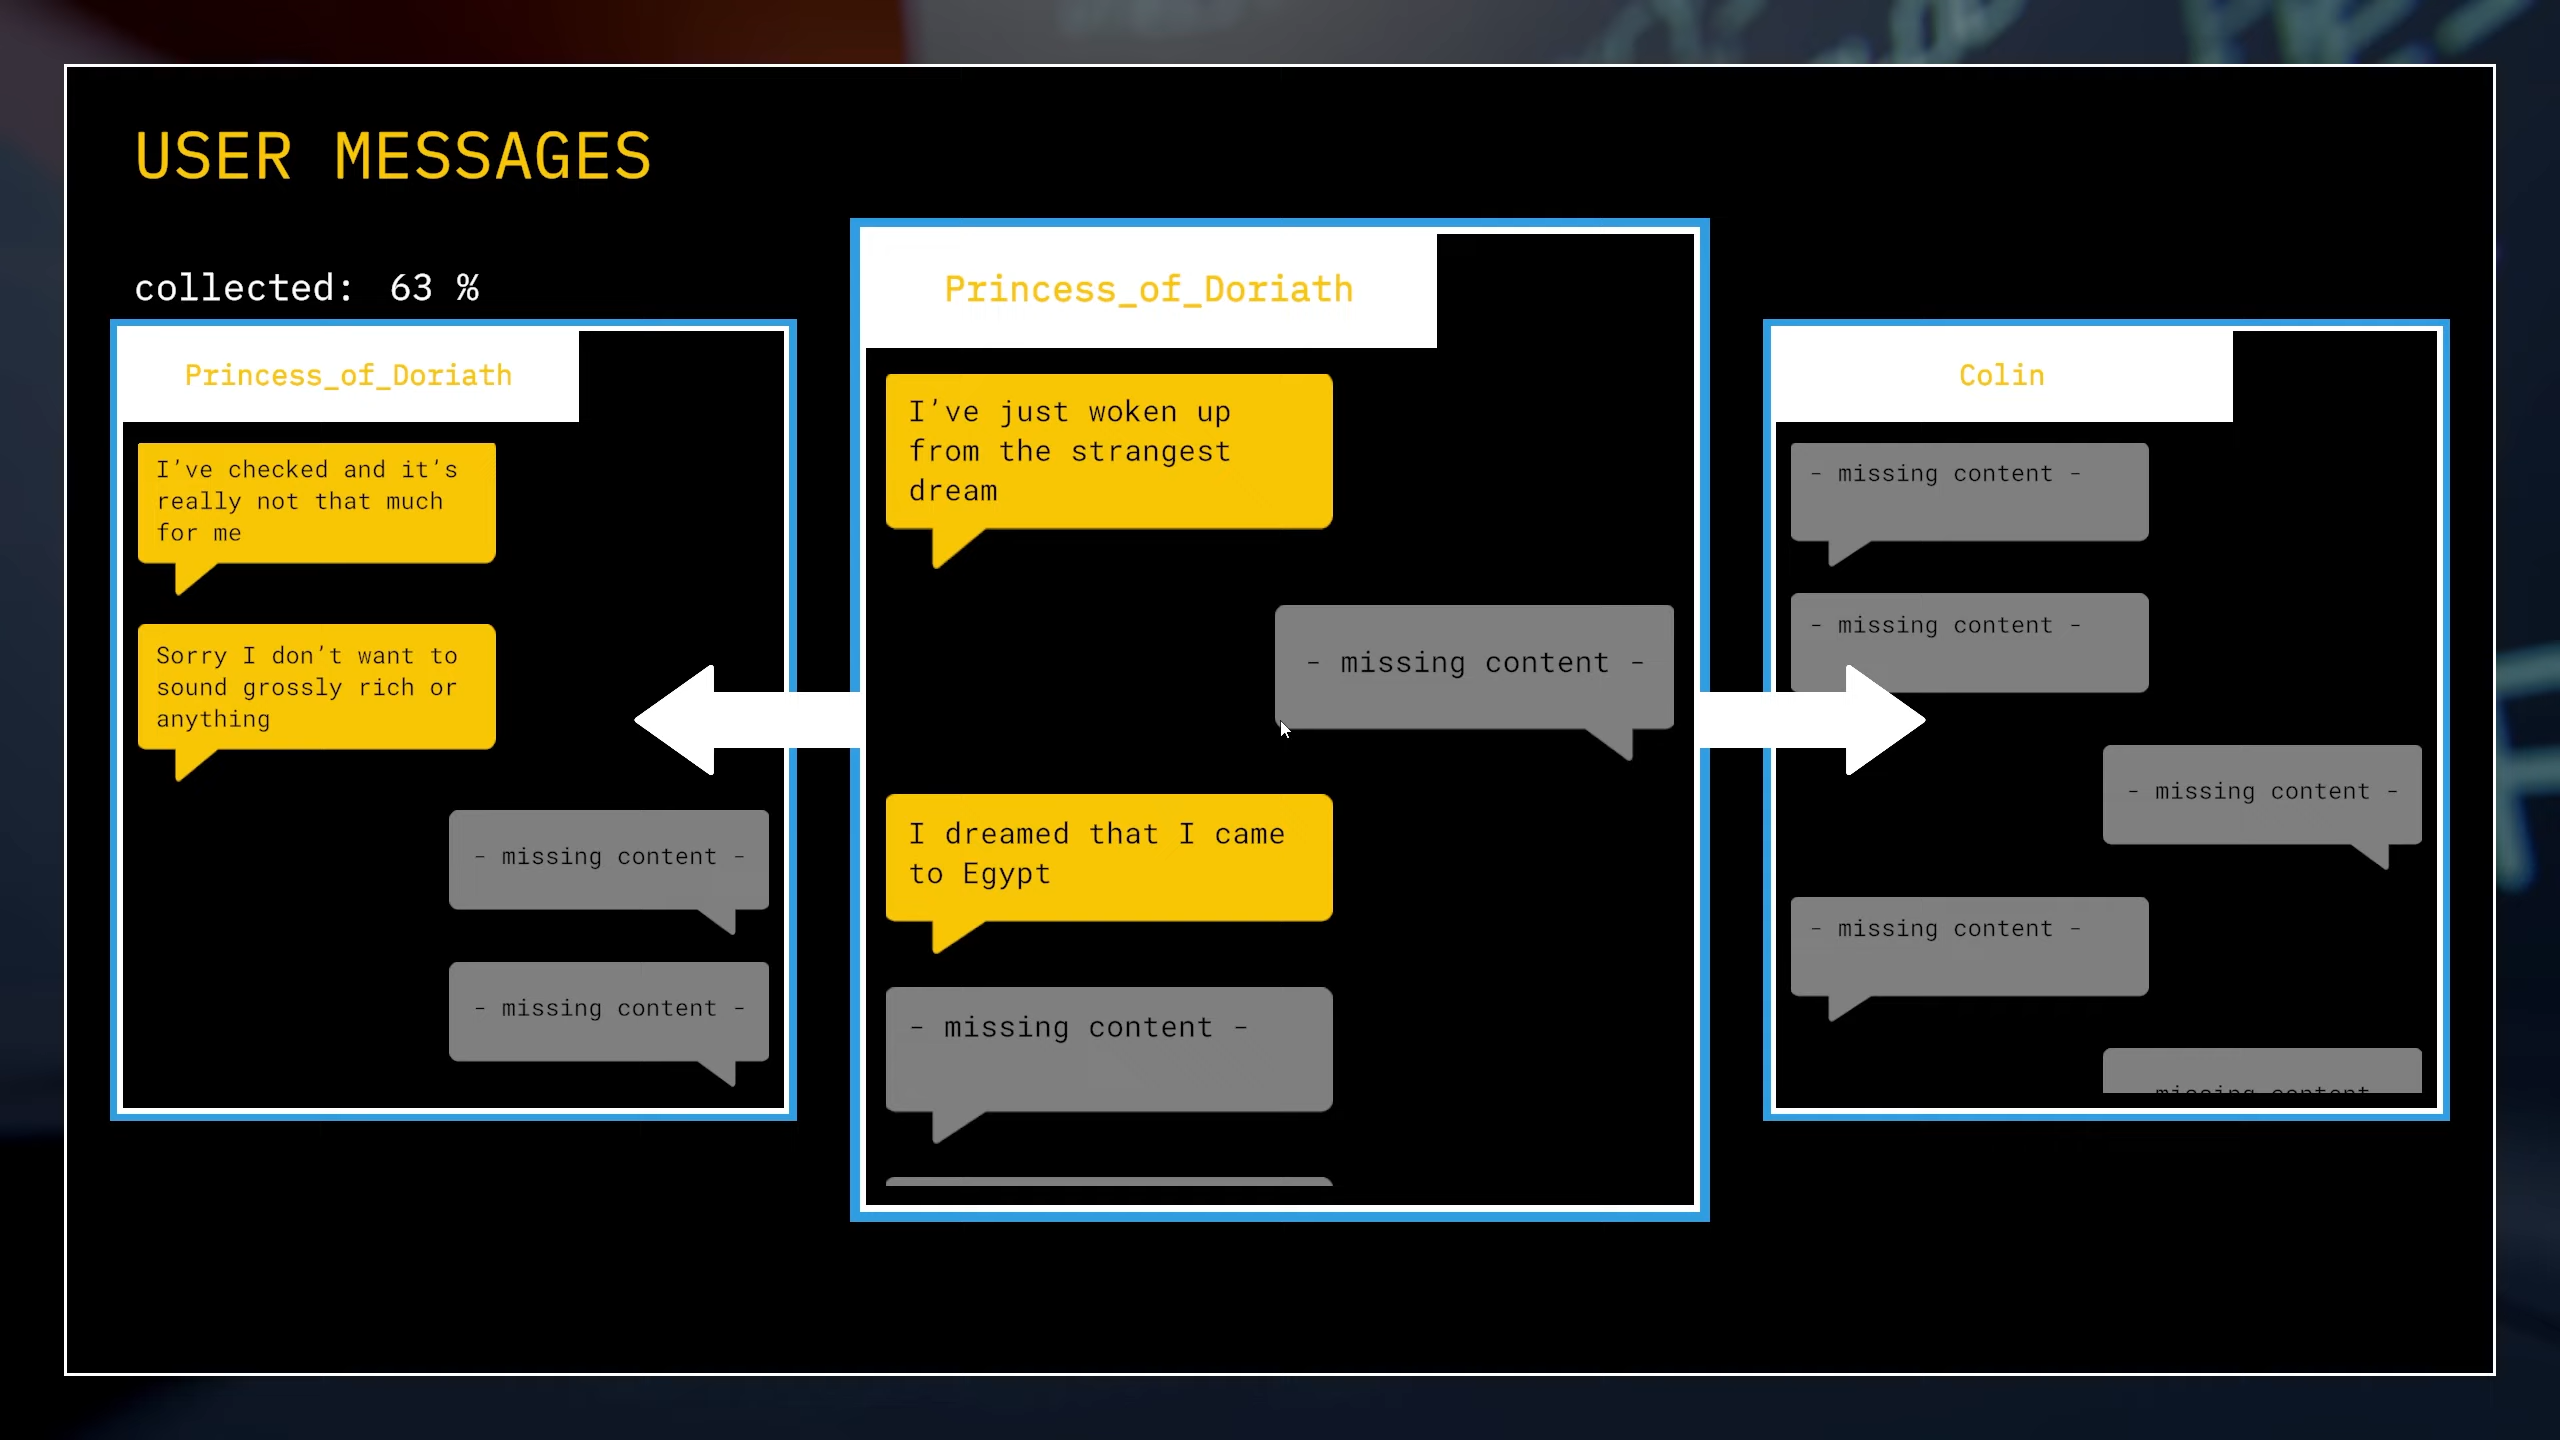 USER MESSAGES
collected: 63 %
Princess_of_Doriath
I've checked and it's
really not that much
for me
Sorry I don't want to
sound grossly rich or
anything
- missing content -
- missing content -
Princess_of_Doriath
I've just woken up
from the strangest
dream
- missing content -
I dreamed that I came
to Egypt
- missing content -
Colin
- missing content -
- missing content -
- missing content -
- missing content -
missing content